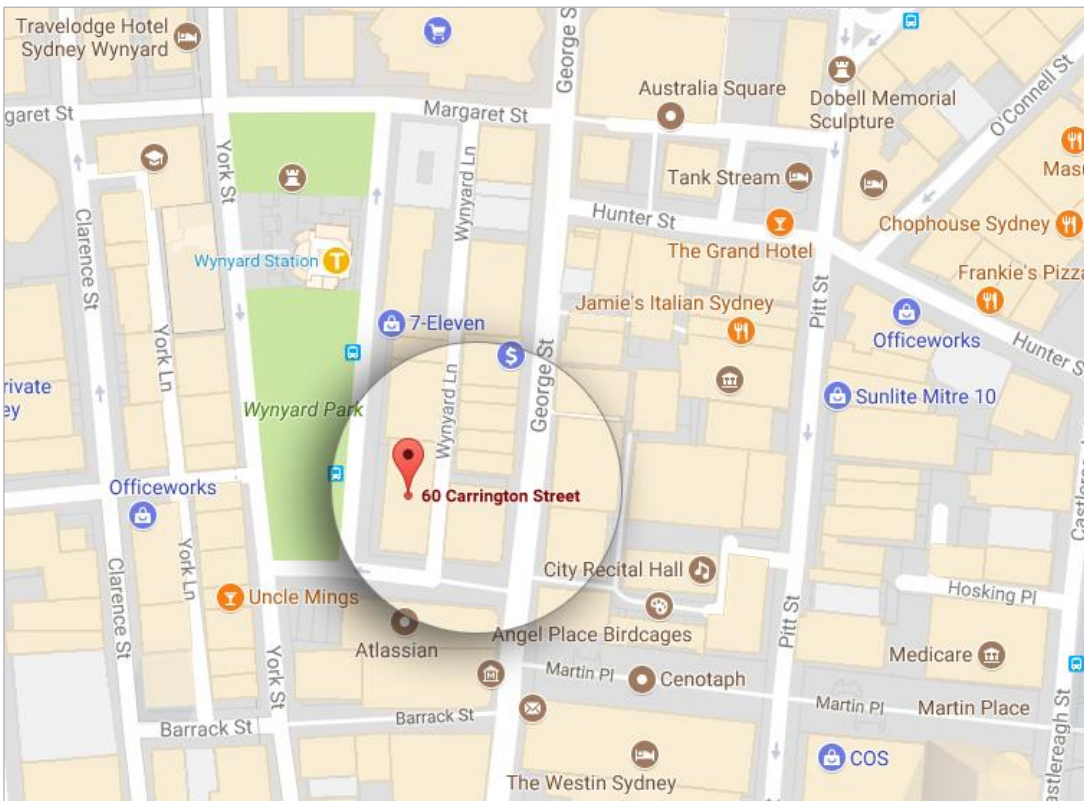 Travelodge Hotel
Sydney Wynyard
George S
Australia Square
Dobell Memorial
Sculpture
O'Connell St
garet St
Margaret St
York St
Wynyard Ln
Tank Stream
Masu
Hunter St
Chophouse Sydney
Clarence St
The Grand Hotel
Wynyard Station
T
Frankie's Pizza
Jamie's Italian Sydney
Pitt St
7-Eleven
Officeworks
Hunter S
York Ln
$
George St
rivate
ey
Wynyard Park
Wynyard Ln
Sunlite Mitre 10
60 Carrington Street
Officeworks
Castlereag
York Ln
City Recital Hall
Clarence St
Uncle Mings
Hosking Pl
Angel Place Birdcages
Pitt St
Atlassian
Medicare
York St
M
Martin Pl
Cenotaph
Martin Pl
Martin Place
Barrack St
Barrack St
COS
The Westin Sydney
astlereagh St